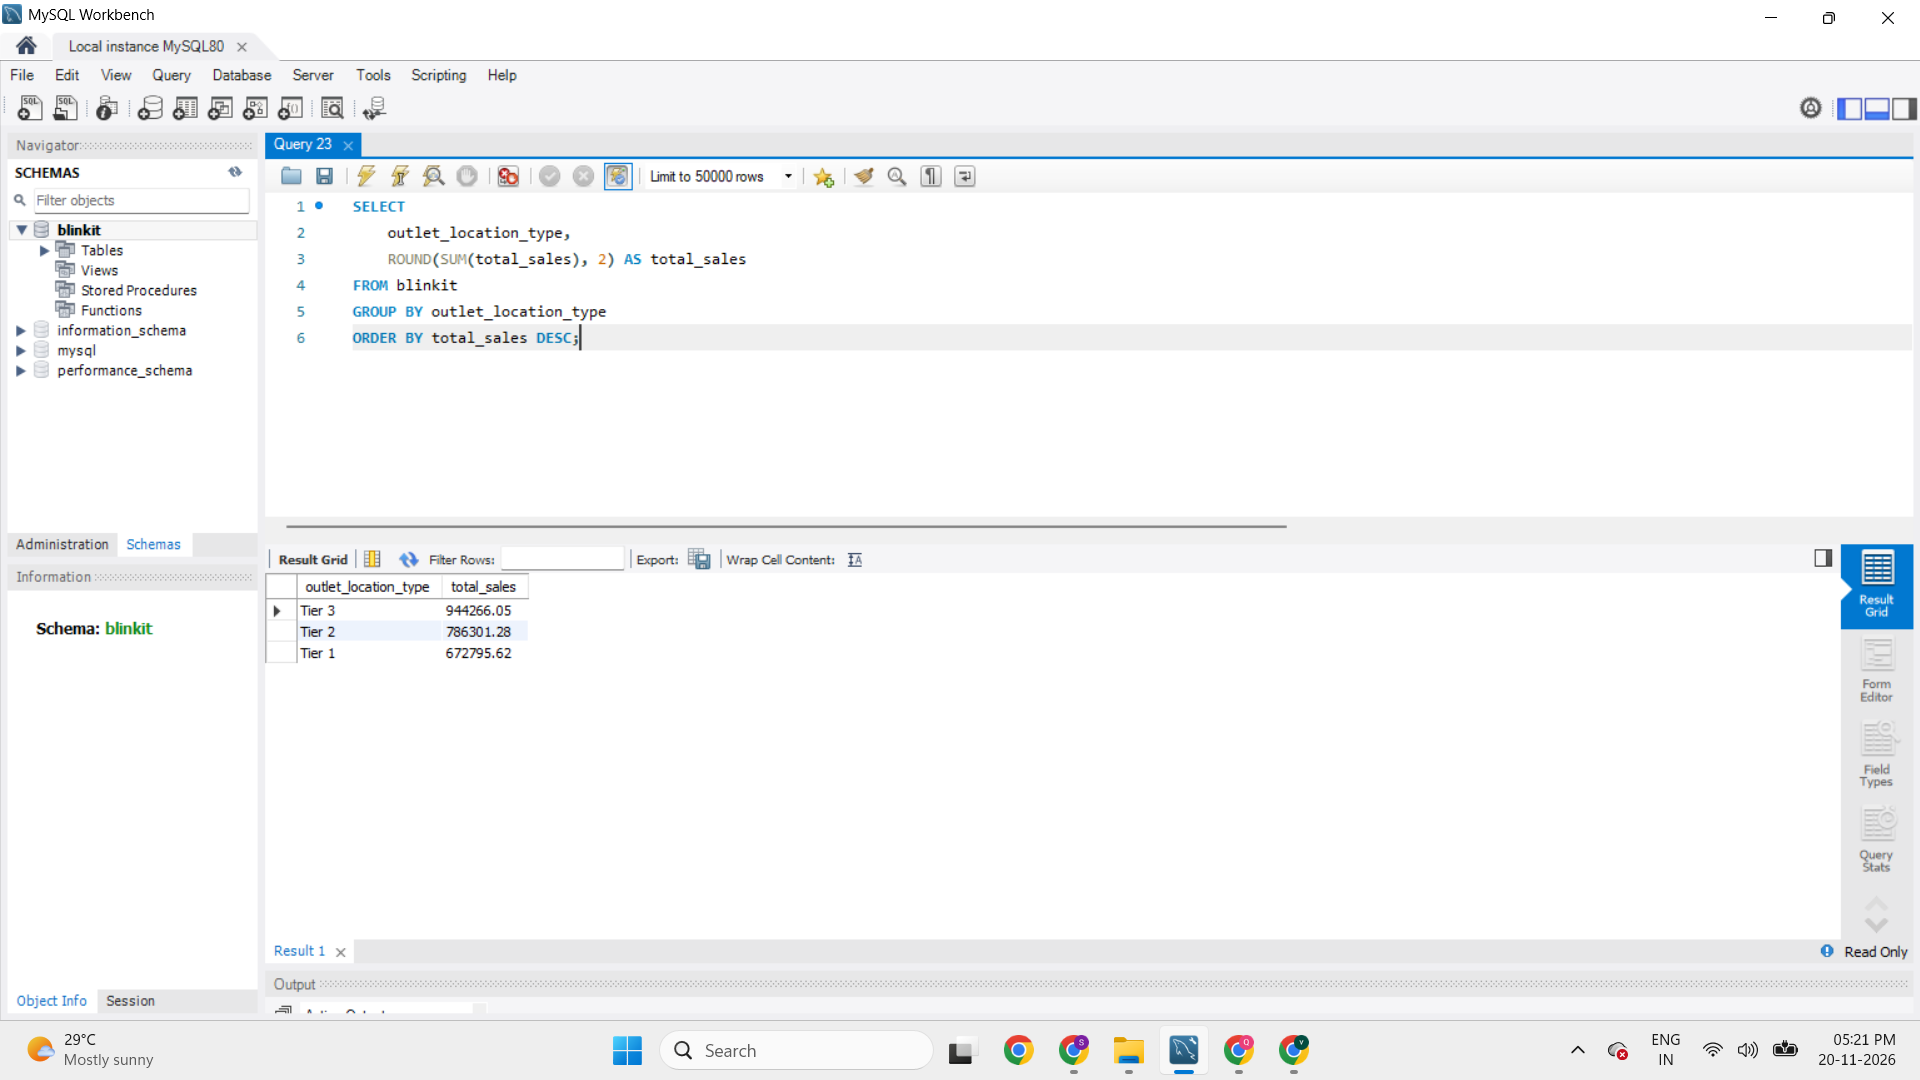 MySQL Workbench
Local instance MySQL80
File Edit View Query Database Server Tools Scripting Help
Navigator
SCHEMAS
Filter objects
blinkit
Tables
Views
Stored Procedures
Functions
information_schema
mysql
performance_schema
Administration Schemas
Information
Schema: blinkit
Object Info Session
Query 23
Limit to 50000 rows
1 SELECT
2 outlet_location_type,
3 ROUND(SUM(total_sales), 2) AS total_sales
4 FROM blinkit
5 GROUP BY outlet_location_type
6 ORDER BY total_sales DESC;
Result Grid Filter Rows: Export: Wrap Cell Content:
outlet_location_type total_sales
Tier 3 944266.05
Tier 2 786301.28
Tier 1 672795.62
Result
Grid
Form
Editor
Field
Types
Query
Stats
Result 1
Read Only
Output
29°C
Mostly sunny
Search
ENG
IN
05:21 PM
20-11-2026